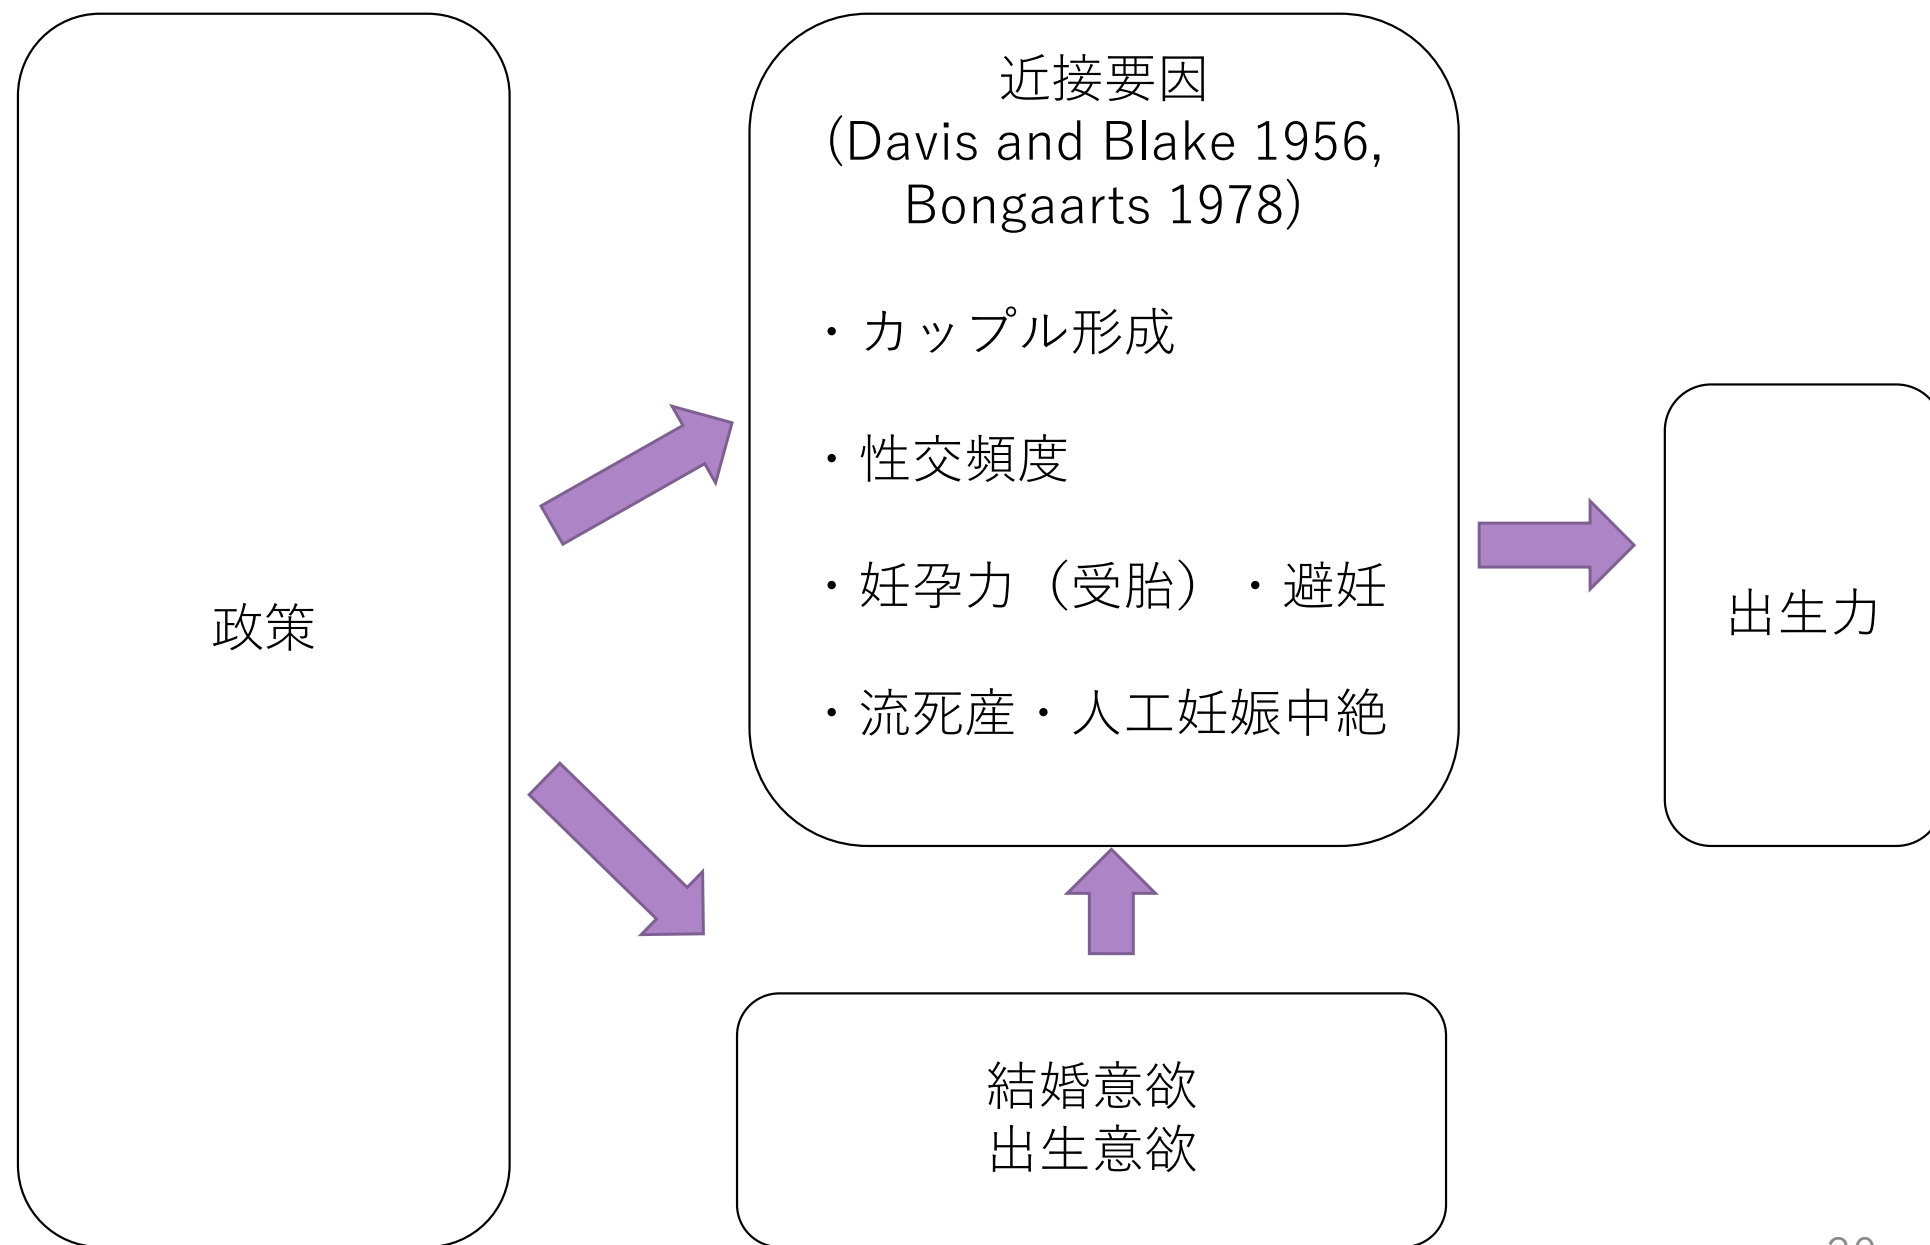 政策
近接要因
(Davis and Blake 1956,
Bongaarts 1978)
・カップル形成
・性交頻度
・妊孕力（受胎）・避妊
・流死産・人工妊娠中絶
出生力
結婚意欲
出生意欲